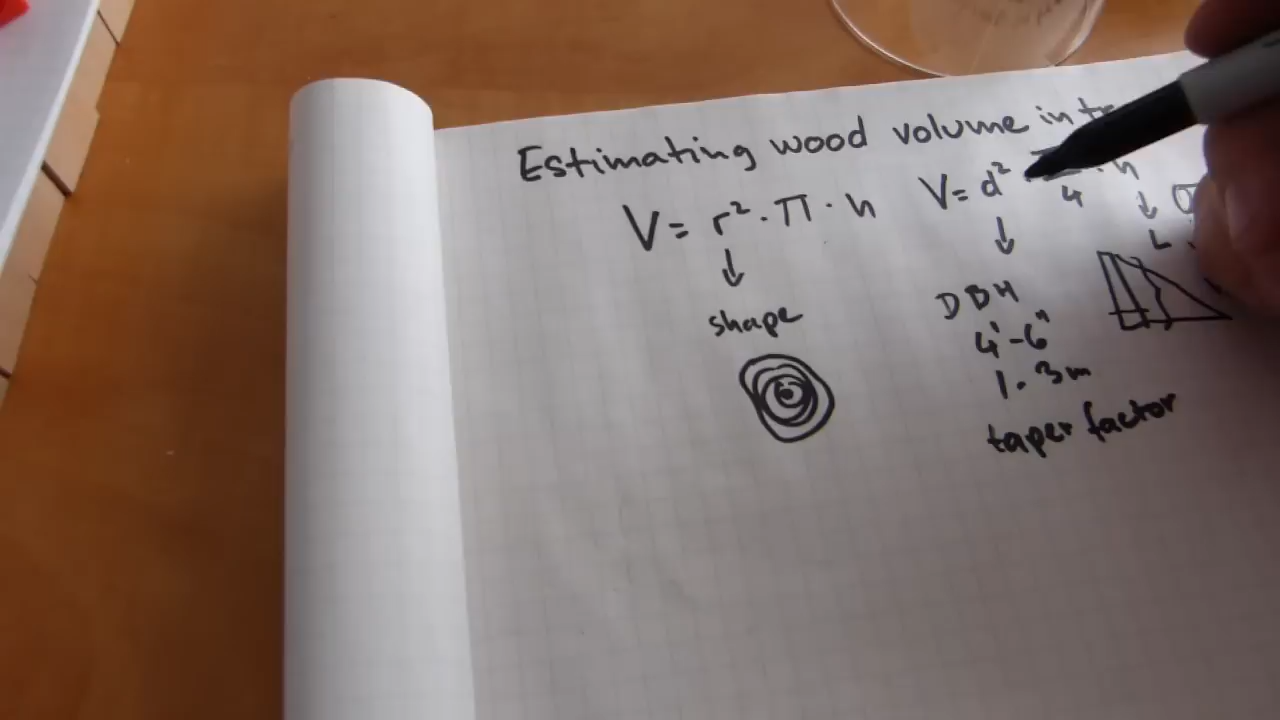 Estimating wood volume in
V = r² · π · h
V = d² · π/4 · h
↓ shape
↓ DBH
↓ L
4'-6"
1.3m
taper factor